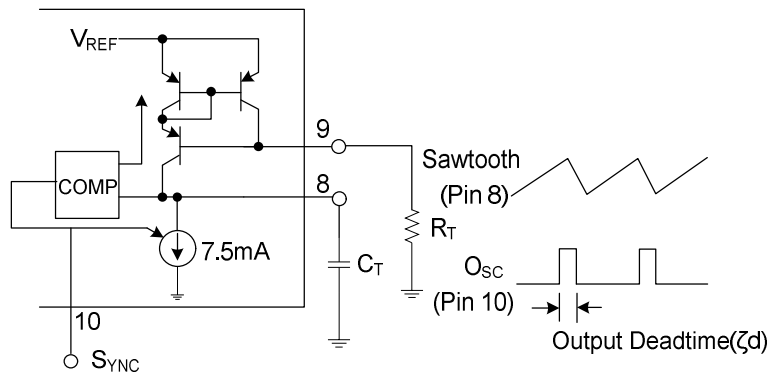 VREF
9
8
COMP
7.5mA
CT
RT
10
SYNC
Sawtooth
(Pin 8)
OSC
(Pin 10)
Output Deadtime(ζd)